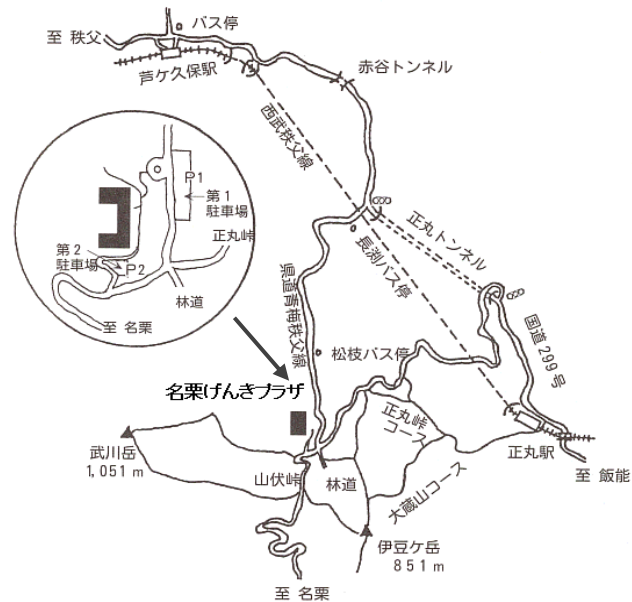 バス停
至 秩父
芦ケ久保駅
赤谷トンネル
西武秩父線
P1
第1
駐車場
正丸峠
第2
駐車場
P2
林道
至 名栗
正丸トンネル
長渕バス停
県道青梅秩父線
国道299号
松枝バス停
名栗げんきプラザ
正丸峠
コース
正丸駅
至 飯能
武川岳
1,051m
山伏峠
林道
大蔵山コース
伊豆ケ岳
851m
至 名栗